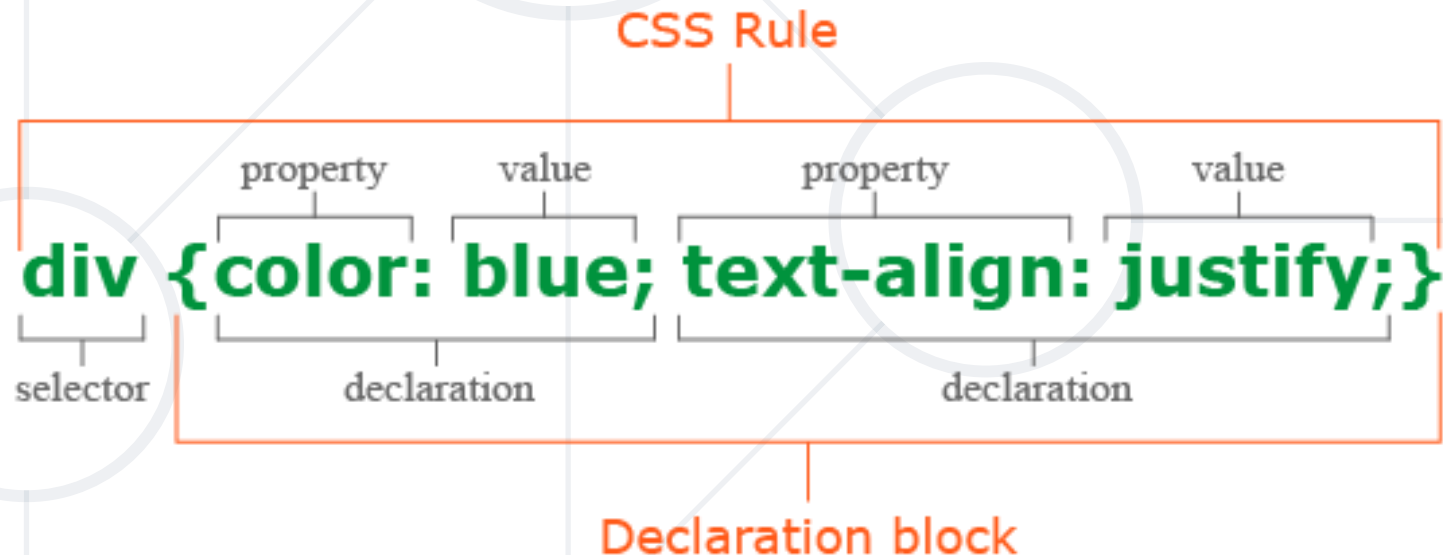 CSS Rule
property value property value
div {color: blue; text-align: justify;}
selector declaration declaration
Declaration block